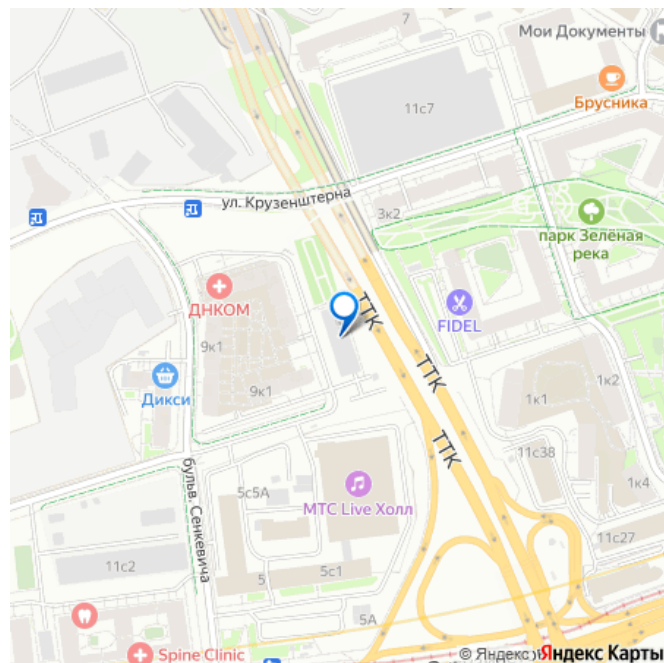 7
Мои Документы
Брусника
11с7
ул. Крузенштерна
3к2
парк Зелёная
река
ДНКОМ
ТТК
FIDEL
9к1
9к1
ТТК
Дикси
1к2
1к1
ТТК
11с38
бульв. Сенкевича
5с5А
МТС Live Холл
1к4
11с2
11с27
5
5с1
5А
Spine Clinic
© Яндекс
Яндекс Карты